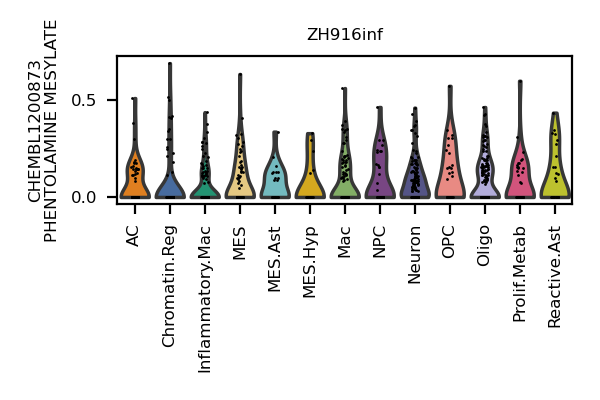 ZH916inf
CHEMBL1200873
PHENTOLAMINE MESYLATE
0.5
0.0
AC
Chromatin.Reg
Inflammatory.Mac
MES
MES.Ast
MES.Hyp
Mac
NPC
Neuron
OPC
Oligo
Prolif.Metab
Reactive.Ast